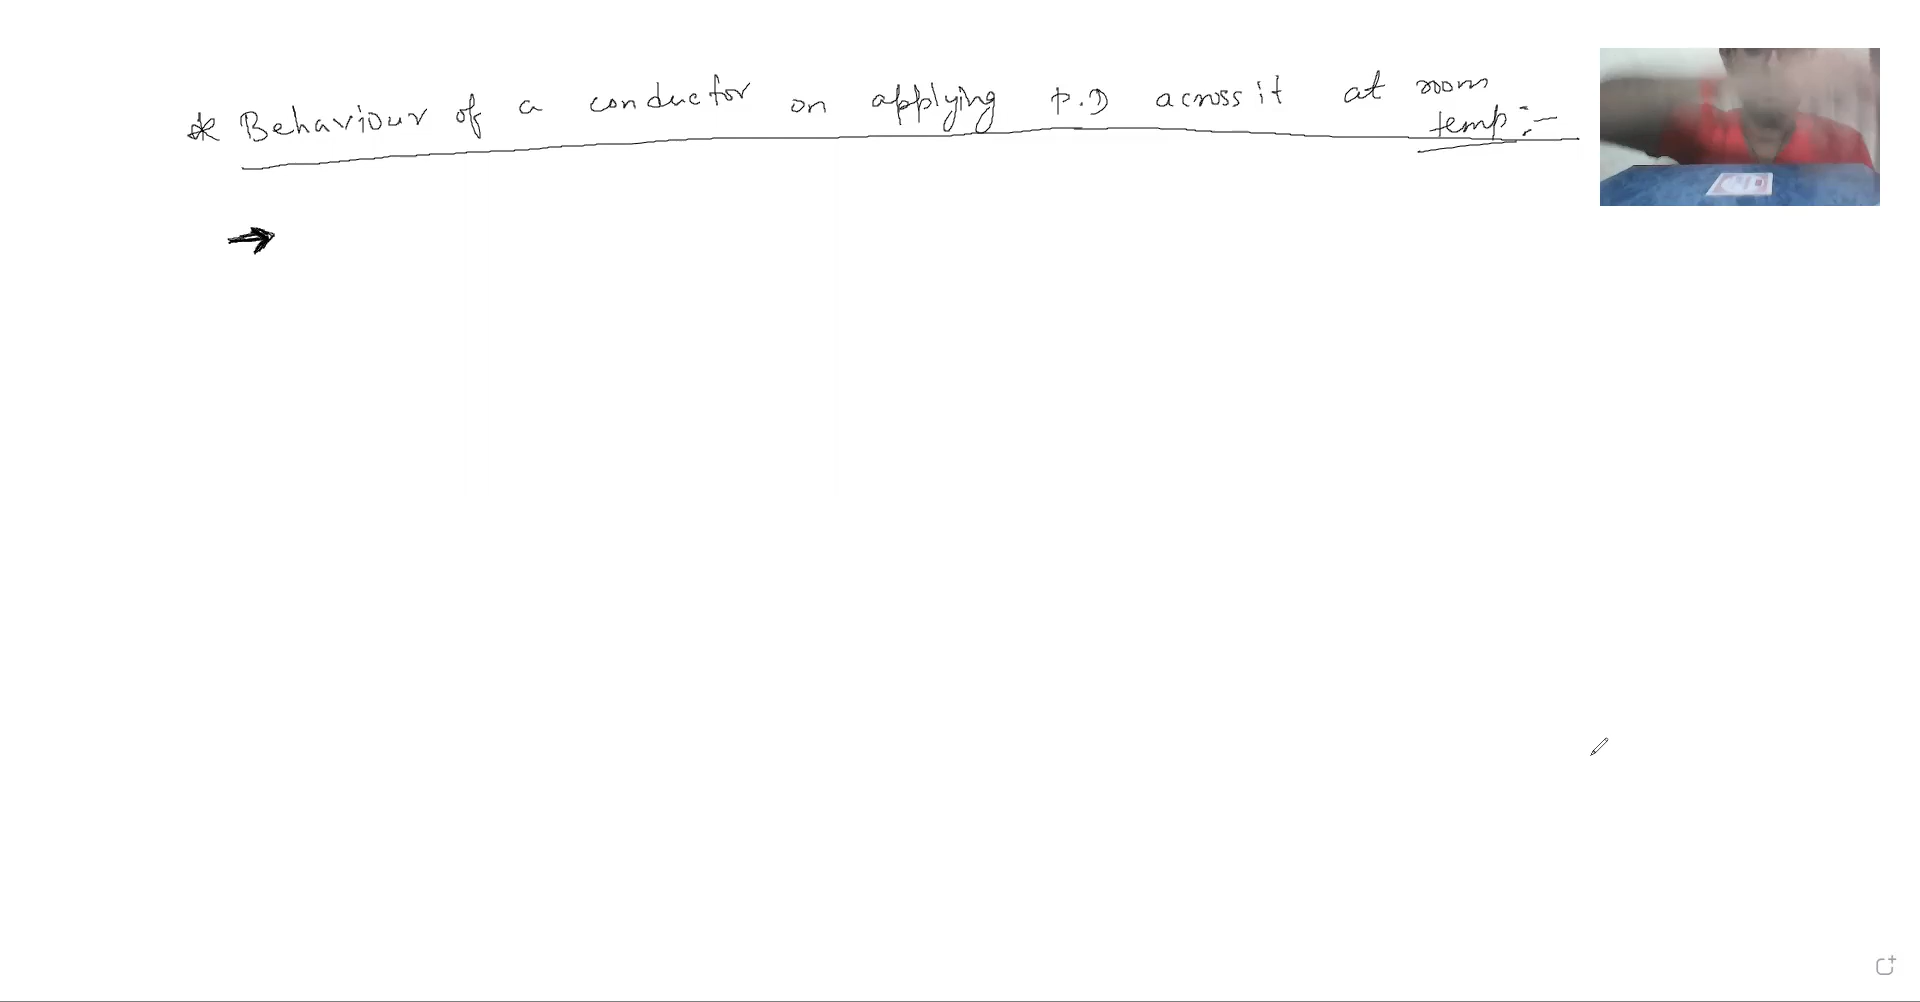 * Behaviour of a conductor on applying p.D across it at room
temp:-
→